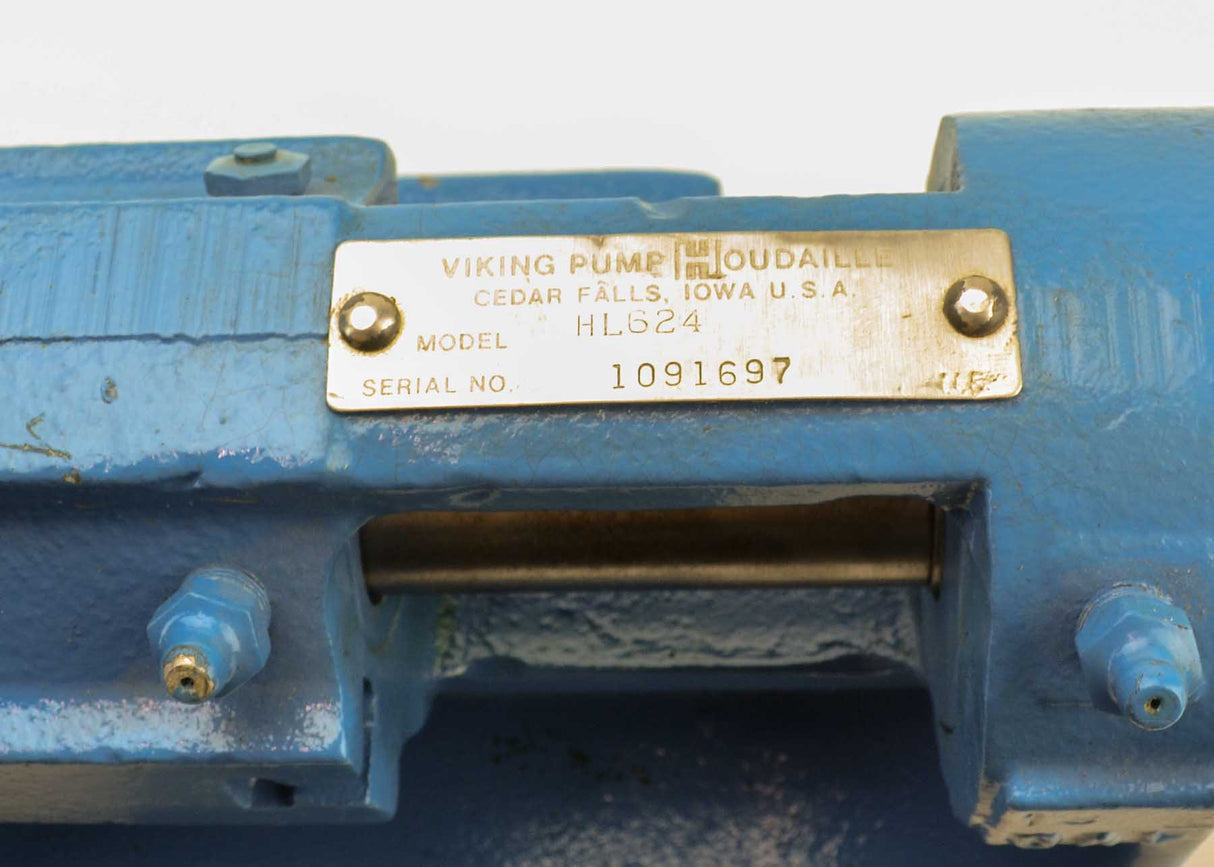 VIKING PUMP HOUDAILLE
CEDAR FALLS, IOWA U.S.A.
MODEL HL624
SERIAL NO. 1091697